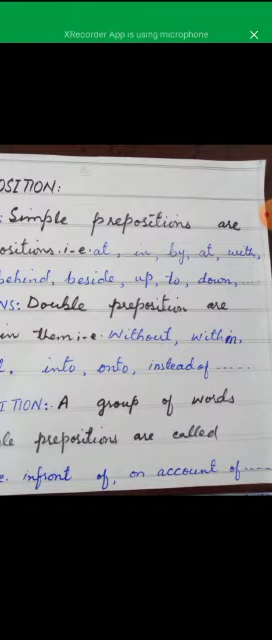 XRecorder App is using microphone
OSITION:
: Simple prepositions are
ositions.i-e.at, in, by, at, with,
behind, beside, up, to, down,....
NS: Double preposition are
in them i-e. Without, within,
into, onto, instead of ......
ITION:- A group of words
le prepositions are called
e. infront of, on account of....